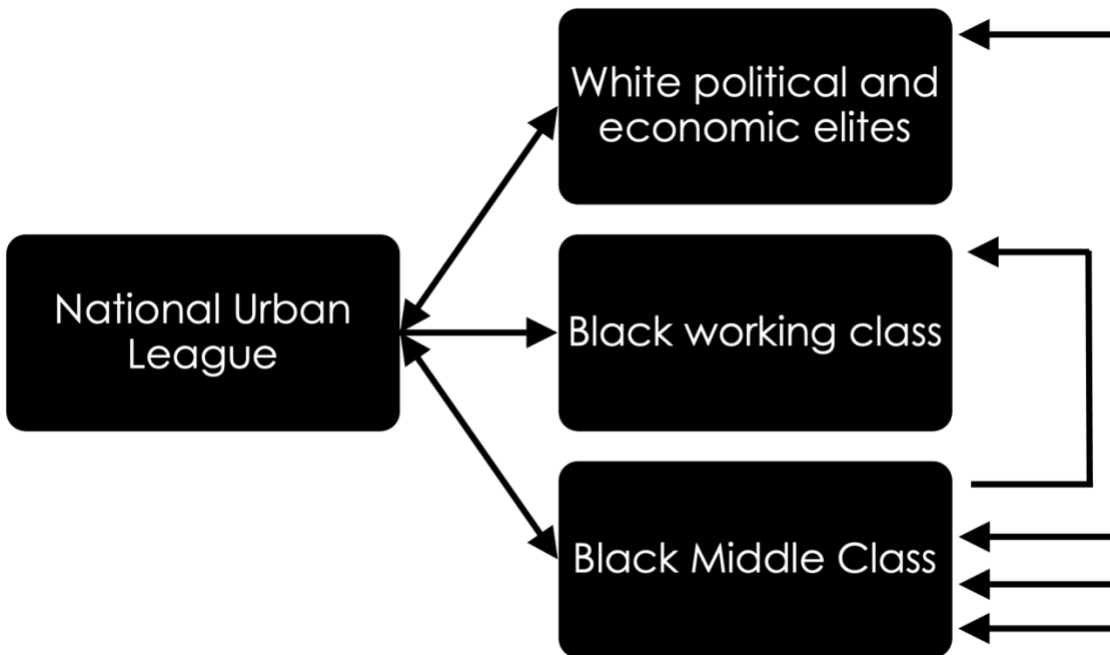 White political and
economic elites
National Urban
League
Black working class
Black Middle Class